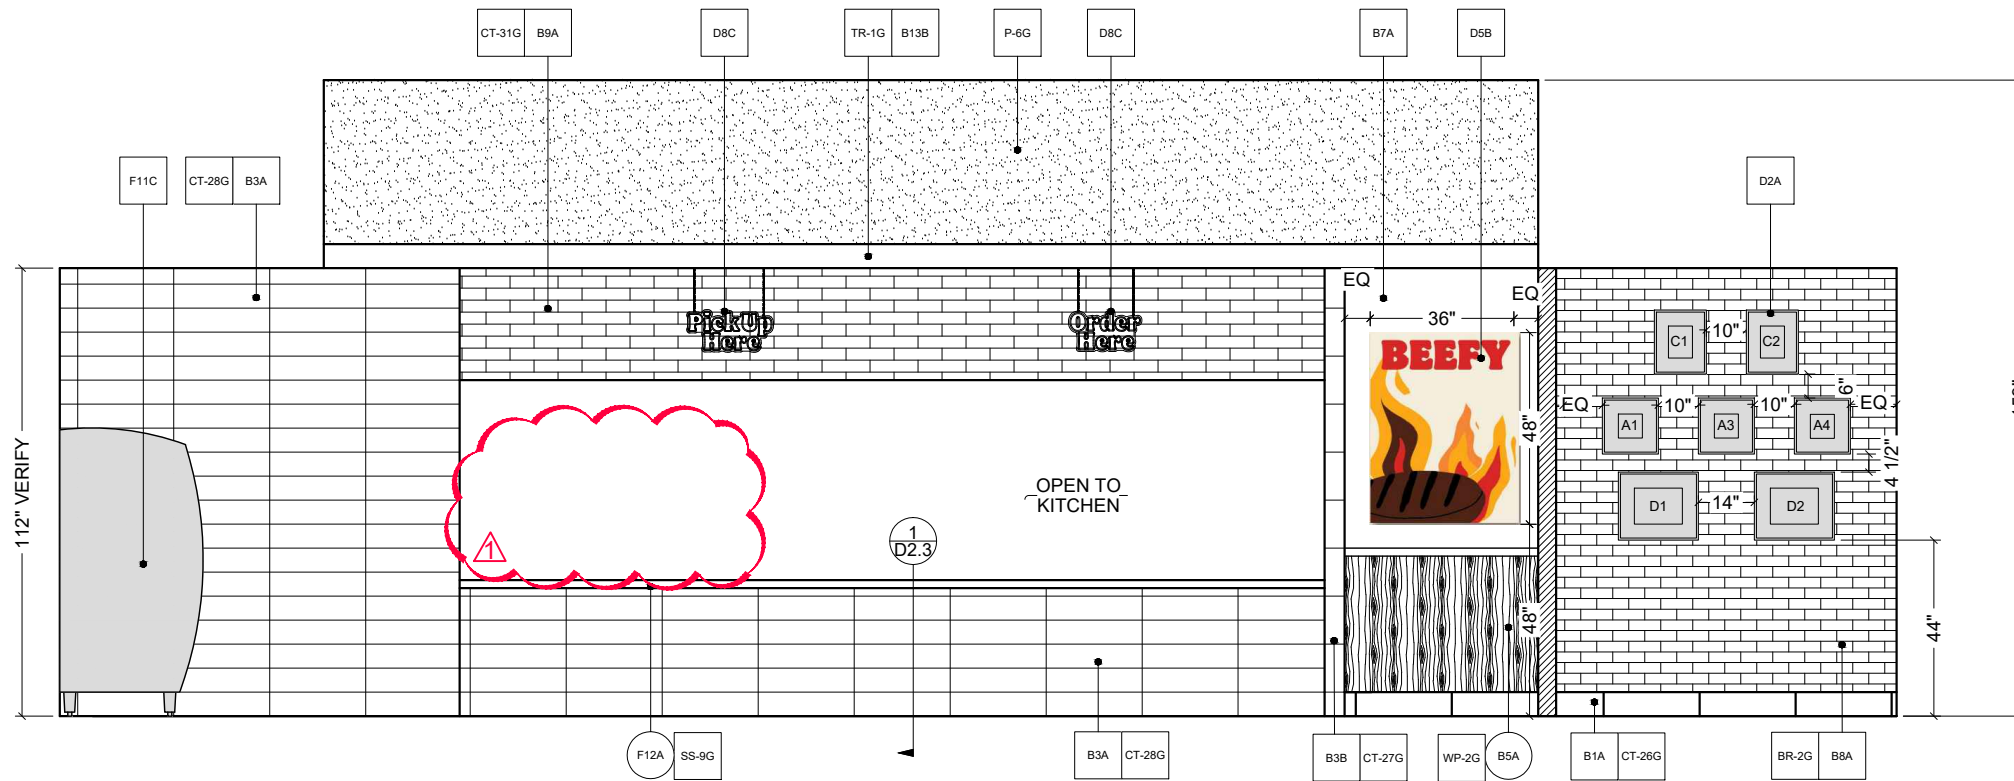 CT-31G B9A
D8C
TR-1G B13B
P-6G
D8C
B7A
D5B
F11C
CT-28G B3A
D2A
EQ
EQ
36"
PickUp
Here
Order
Here
BEEFY
C1
10"
C2
6"
EQ
10"
10"
EQ
A1
A3
A4
48"
4 1/2"
OPEN TO
KITCHEN
D1
14"
D2
112" VERIFY
1
1
D2.3
48"
44"
F12A SS-9G
B3A CT-28G
B3B CT-27G
WP-2G B5A
B1A CT-26G
BR-2G B8A